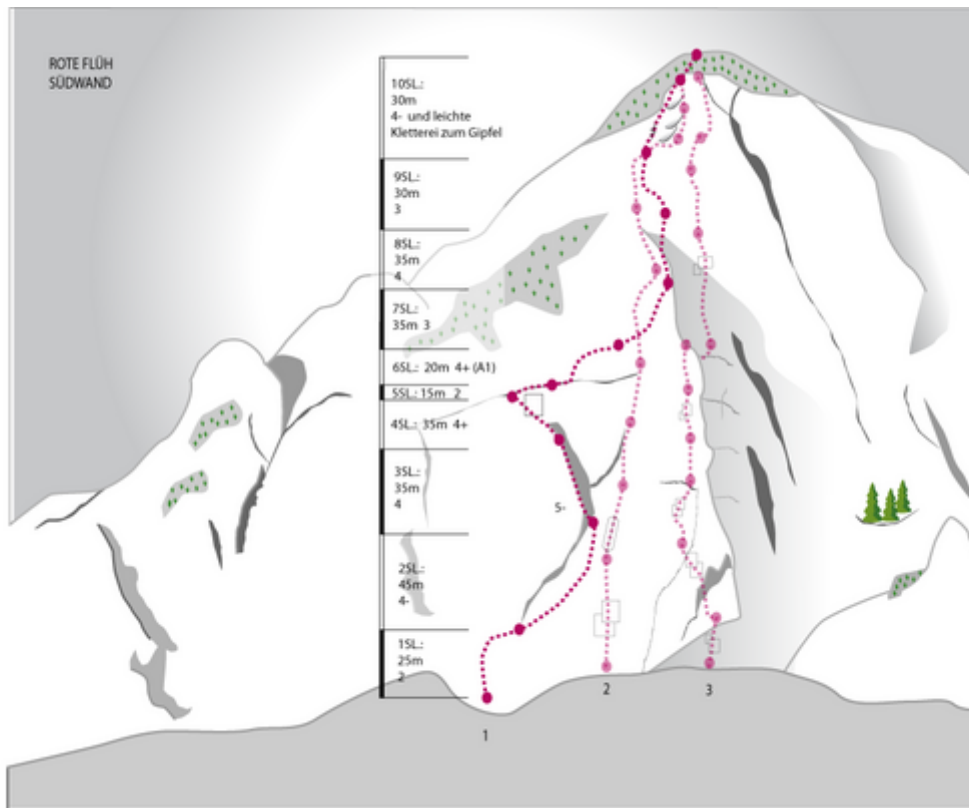 ROTE FLÜH
SÜDWAND
10SL.:
30m
4- und leichte
Kletterei zum Gipfel
9SL.:
30m
3
8SL.:
35m
4
7SL.:
35m 3
6SL.: 20m 4+ (A1)
5SL.: 15m 2
4SL.: 35m 4+
3SL.:
35m
4
5-
2SL.:
45m
4-
1SL.:
25m
2
2
3
1